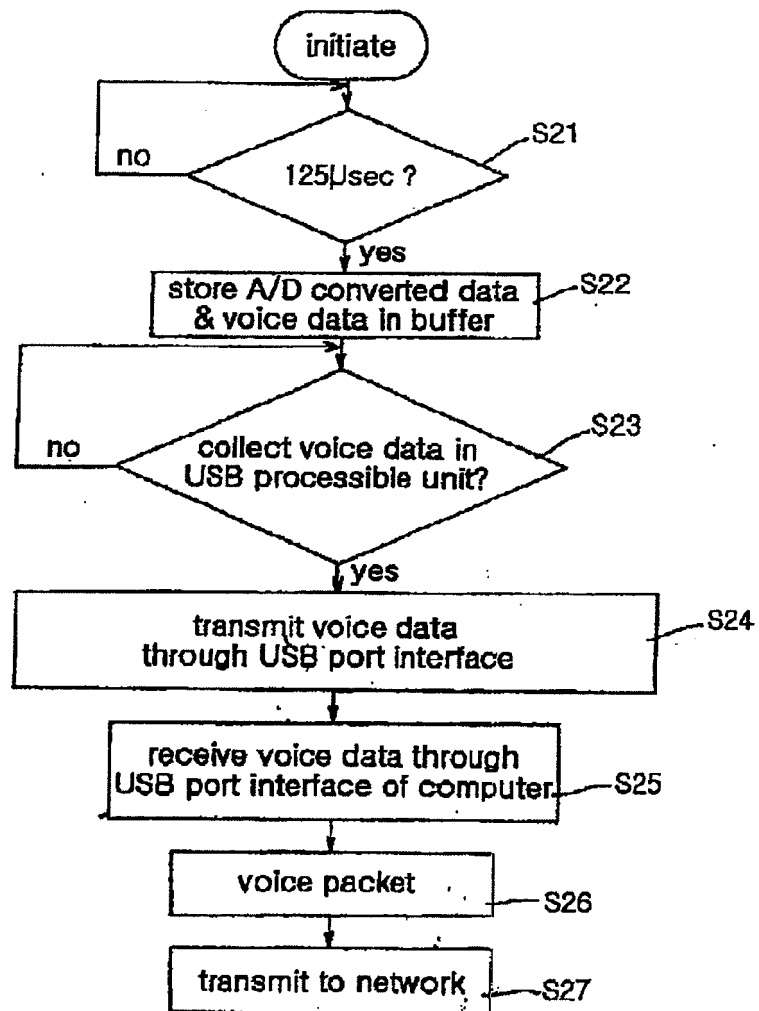 initiate
S21
no
125μsec ?
yes
store A/D converted data
& voice data in buffer
S22
S23
no
collect voice data in
USB processible unit?
yes
transmit voice data
through USB port interface
S24
receive voice data through
USB port interface of computer
S25
voice packet
S26
transmit to network
S27